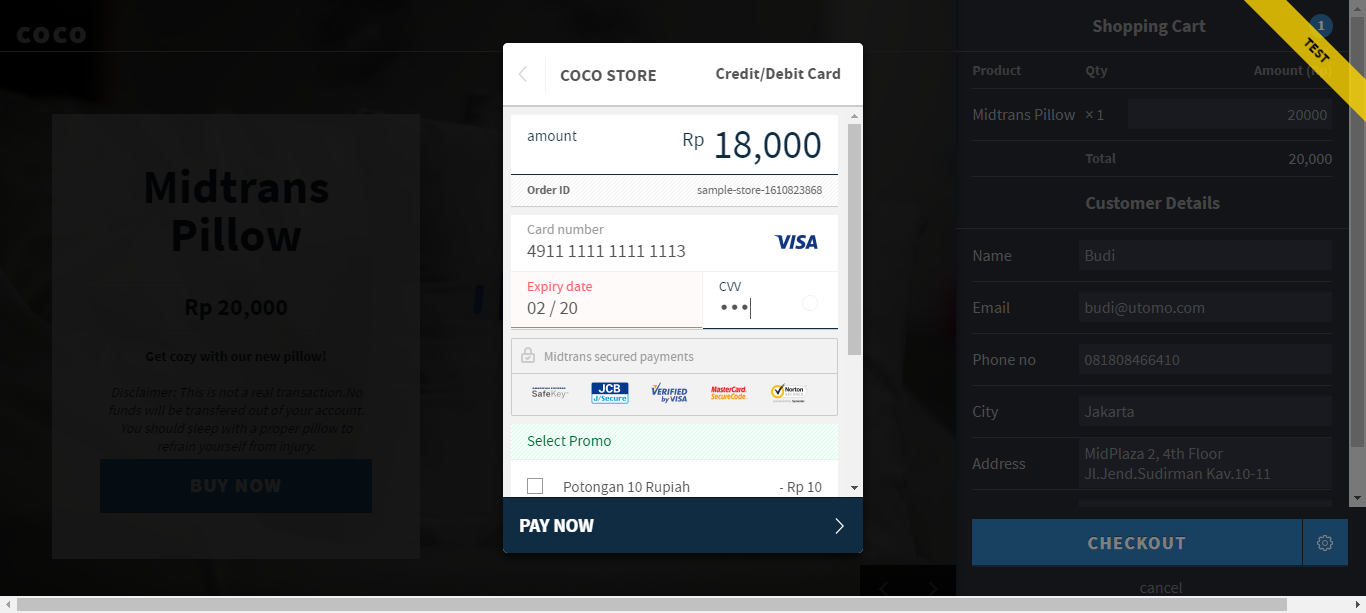 coco
Midtrans
Pillow
Rp 20,000
Get cozy with our new pillow!
Disclaimer: This is not a real transaction.No
funds will be transfered out of your account.
You should sleep with a proper pillow to
refrain yourself from injury.
BUY NOW
COCO STORE
Credit/Debit Card
amount
Rp 18,000
Order ID
sample-store-1610823868
Card number
4911 1111 1111 1113
VISA
Expiry date
02 / 20
CVV
Midtrans secured payments
AMERICAN EXPRESS
SafeKey
JCB
J/Secure
VERIFIED
by VISA
MasterCard.
SecureCode.
Norton
SECURED
Select Promo
Potongan 10 Rupiah
- Rp 10
PAY NOW
Shopping Cart
1
TEST
Product Qty Amount
Midtrans Pillow × 1 20000
Total 20,000
Customer Details
Name Budi
Email budi@utomo.com
Phone no 081808466410
City Jakarta
Address MidPlaza 2, 4th Floor
Jl.Jend.Sudirman Kav.10-11
CHECKOUT
cancel